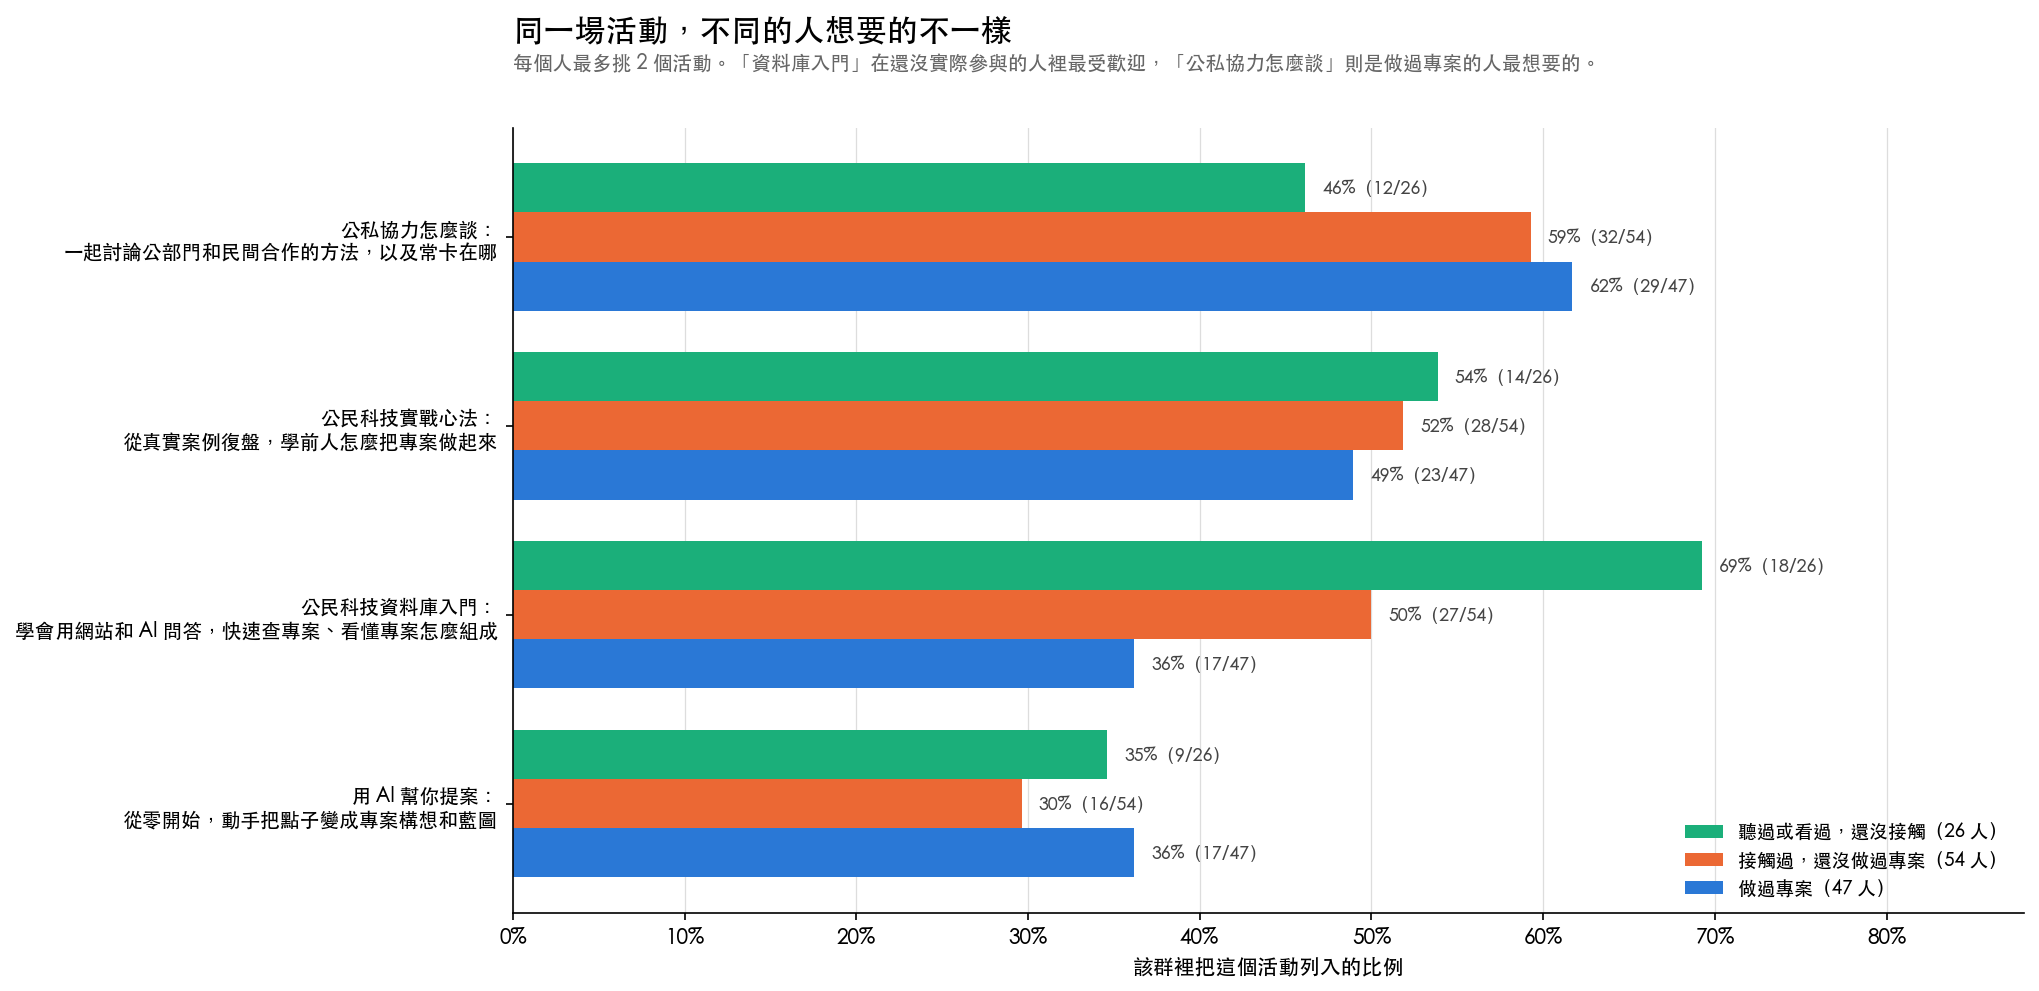 同一場活動，不同的人想要的不一樣
每個人最多挑 2 個活動。「資料庫入門」在還沒實際參與的人裡最受歡迎，「公私協力怎麼談」則是做過專案的人最想要的。
公私協力怎麼談：
一起討論公部門和民間合作的方法，以及常卡在哪
46%（12/26）
59%（32/54）
62%（29/47）
公民科技實戰心法：
從真實案例復盤，學前人怎麼把專案做起來
54%（14/26）
52%（28/54）
49%（23/47）
公民科技資料庫入門：
學會用網站和 AI 問答，快速查專案、看懂專案怎麼組成
69%（18/26）
50%（27/54）
36%（17/47）
用 AI 幫你提案：
從零開始，動手把點子變成專案構想和藍圖
35%（9/26）
30%（16/54）
36%（17/47）
聽過或看過，還沒接觸（26 人）
接觸過，還沒做過專案（54 人）
做過專案（47 人）
0% 10% 20% 30% 40% 50% 60% 70% 80%
該群裡把這個活動列入的比例